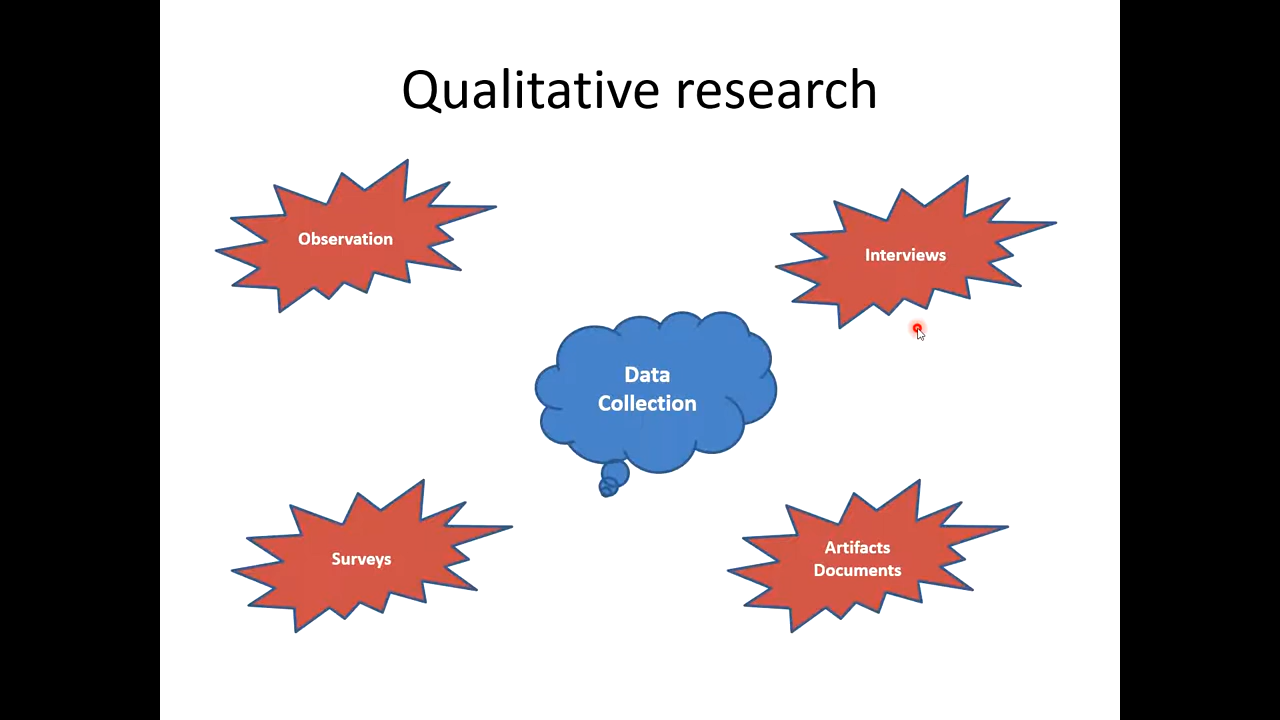 Qualitative research
Observation
Interviews
Data
Collection
Surveys
Artifacts
Documents